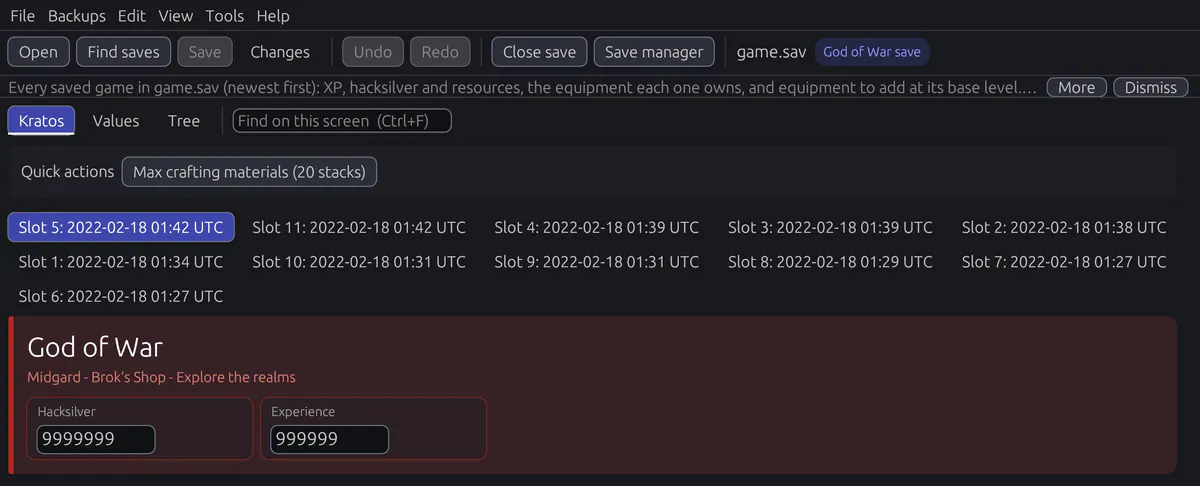 File Backups Edit View Tools Help
Open Find saves Save Changes Undo Redo Close save Save manager game.sav God of War save
Every saved game in game.sav (newest first): XP, hacksilver and resources, the equipment each one owns, and equipment to add at its base level.… More Dismiss
Kratos Values Tree Find on this screen (Ctrl+F)
Quick actions Max crafting materials (20 stacks)
Slot 5: 2022-02-18 01:42 UTC Slot 11: 2022-02-18 01:42 UTC Slot 4: 2022-02-18 01:39 UTC Slot 3: 2022-02-18 01:39 UTC Slot 2: 2022-02-18 01:38 UTC
Slot 1: 2022-02-18 01:34 UTC Slot 10: 2022-02-18 01:31 UTC Slot 9: 2022-02-18 01:31 UTC Slot 8: 2022-02-18 01:29 UTC Slot 7: 2022-02-18 01:27 UTC
Slot 6: 2022-02-18 01:27 UTC
God of War
Midgard - Brok's Shop - Explore the realms
Hacksilver Experience
9999999 999999